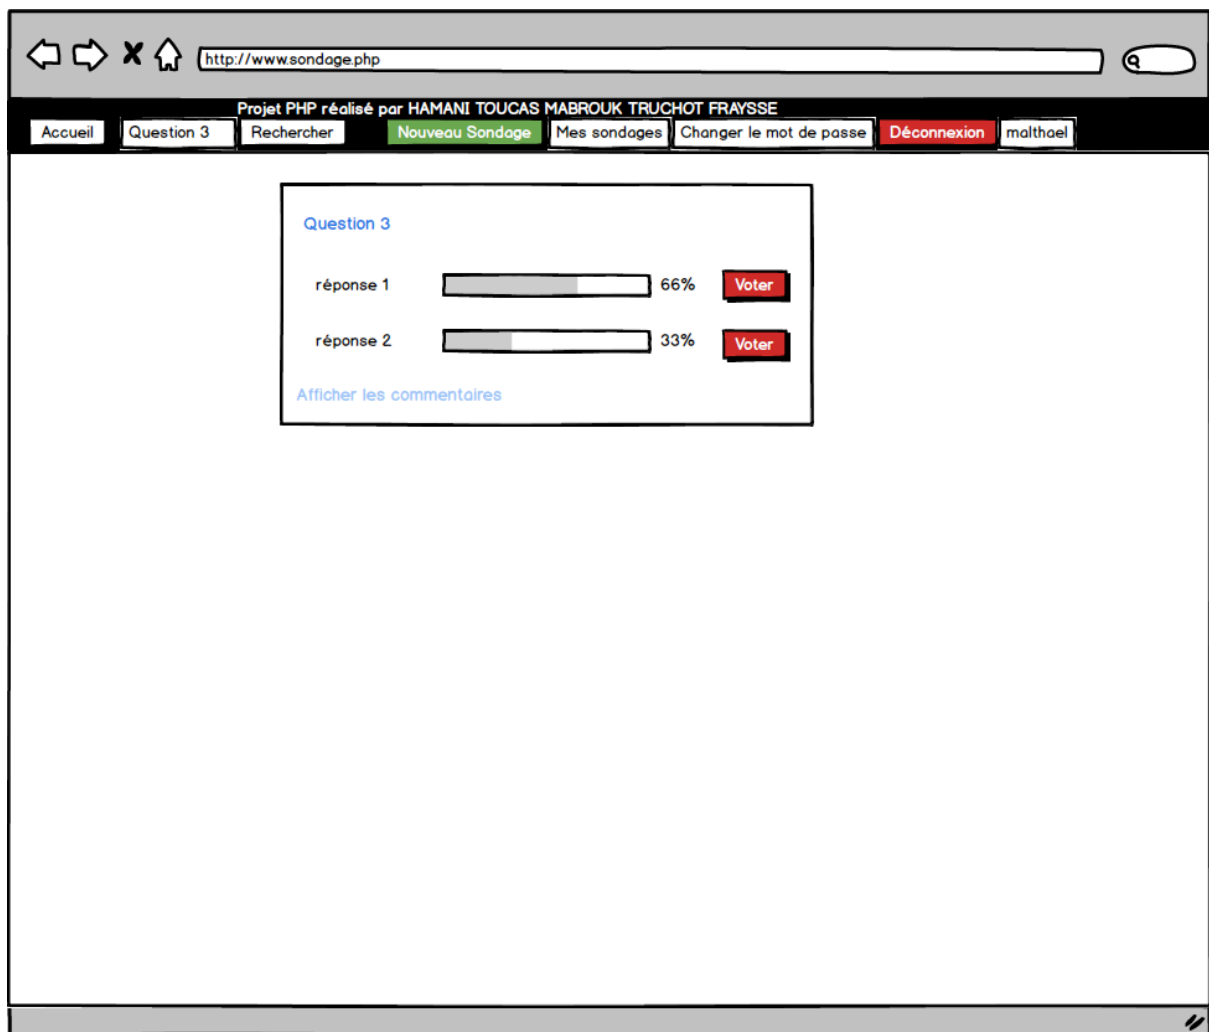 http://www.sondage.php
Projet PHP réalisé par HAMANI TOUCAS MABROUK TRUCHOT FRAYSSE
Accueil Question 3 Rechercher Nouveau Sondage Mes sondages Changer le mot de passe Déconnexion malthael
Question 3
réponse 1 66% Voter
réponse 2 33% Voter
Afficher les commentaires